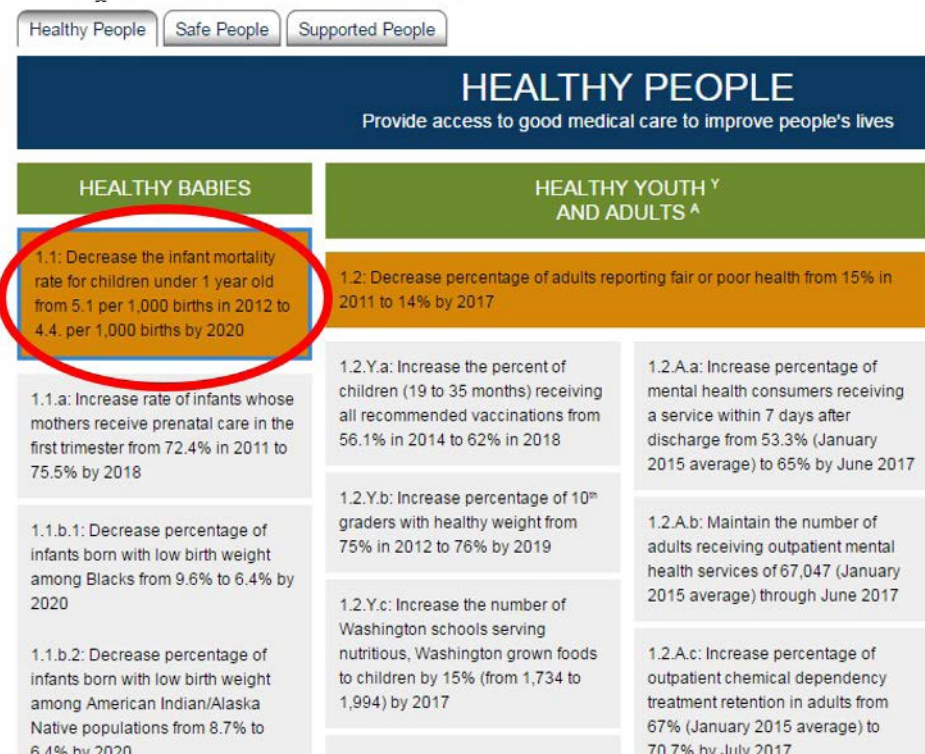 Healthy People
Safe People
Supported People
HEALTHY PEOPLE
Provide access to good medical care to improve people's lives
HEALTHY BABIES
1.1: Decrease the infant mortality
rate for children under 1 year old
from 5.1 per 1,000 births in 2012 to
4.4. per 1,000 births by 2020
1.1.a: Increase rate of infants whose
mothers receive prenatal care in the
first trimester from 72.4% in 2011 to
75.5% by 2018
1.1.b.1: Decrease percentage of
infants born with low birth weight
among Blacks from 9.6% to 6.4% by
2020
1.1.b.2: Decrease percentage of
infants born with low birth weight
among American Indian/Alaska
Native populations from 8.7% to
6.4% by 2020
HEALTHY YOUTH Y
AND ADULTS A
1.2: Decrease percentage of adults reporting fair or poor health from 15% in
2011 to 14% by 2017
1.2.Y.a: Increase the percent of
children (19 to 35 months) receiving
all recommended vaccinations from
56.1% in 2014 to 62% in 2018
1.2.Y.b: Increase percentage of 10th
graders with healthy weight from
75% in 2012 to 76% by 2019
1.2.Y.c: Increase the number of
Washington schools serving
nutritious, Washington grown foods
to children by 15% (from 1,734 to
1,994) by 2017
1.2.A.a: Increase percentage of
mental health consumers receiving
a service within 7 days after
discharge from 53.3% (January
2015 average) to 65% by June 2017
1.2.A.b: Maintain the number of
adults receiving outpatient mental
health services of 67,047 (January
2015 average) through June 2017
1.2.A.c: Increase percentage of
outpatient chemical dependency
treatment retention in adults from
67% (January 2015 average) to
70.7% by July 2017